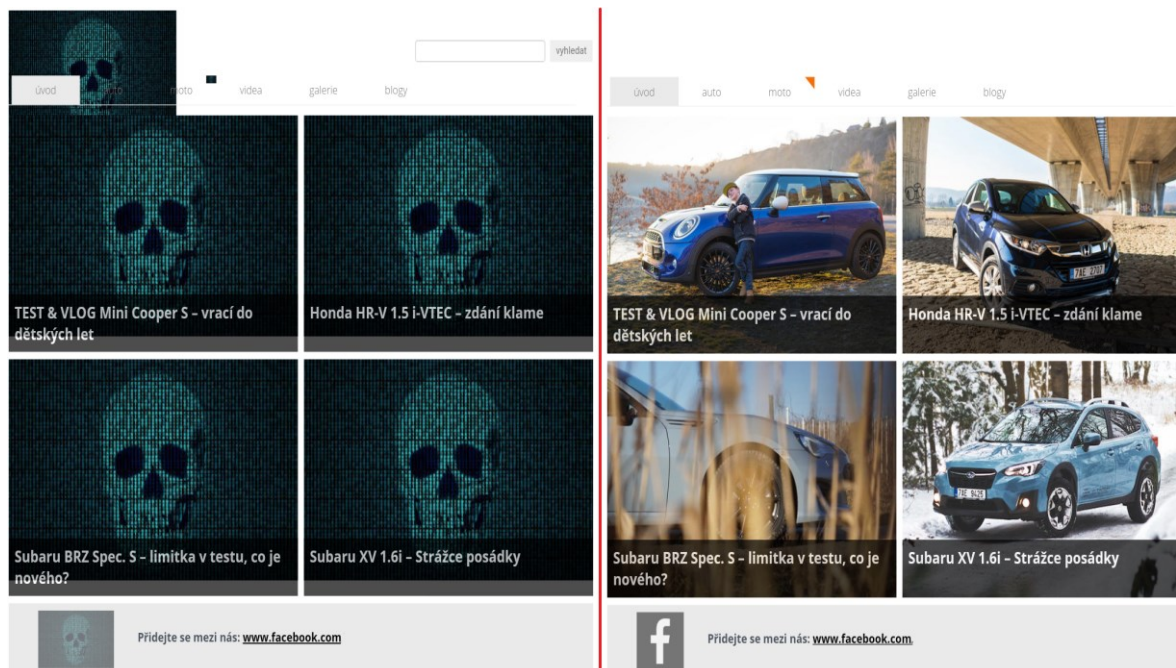 vyhledat
úvod
moto videa galerie blogy
TEST & VLOG Mini Cooper S – vrací do
dětských let
Honda HR-V 1.5 i-VTEC – zdání klame
Subaru BRZ Spec. S – limitka v testu, co je
nového?
Subaru XV 1.6i – Strážce posádky
Přidejte se mezi nás: www.facebook.com
úvod auto moto videa galerie blogy
TEST & VLOG Mini Cooper S – vrací do
dětských let
7AE 2707
Honda HR-V 1.5 i-VTEC – zdání klame
Subaru BRZ Spec. S – limitka v testu, co je
nového?
Subaru XV 1.6i – Strážce posádky
f
Přidejte se mezi nás: www.facebook.com